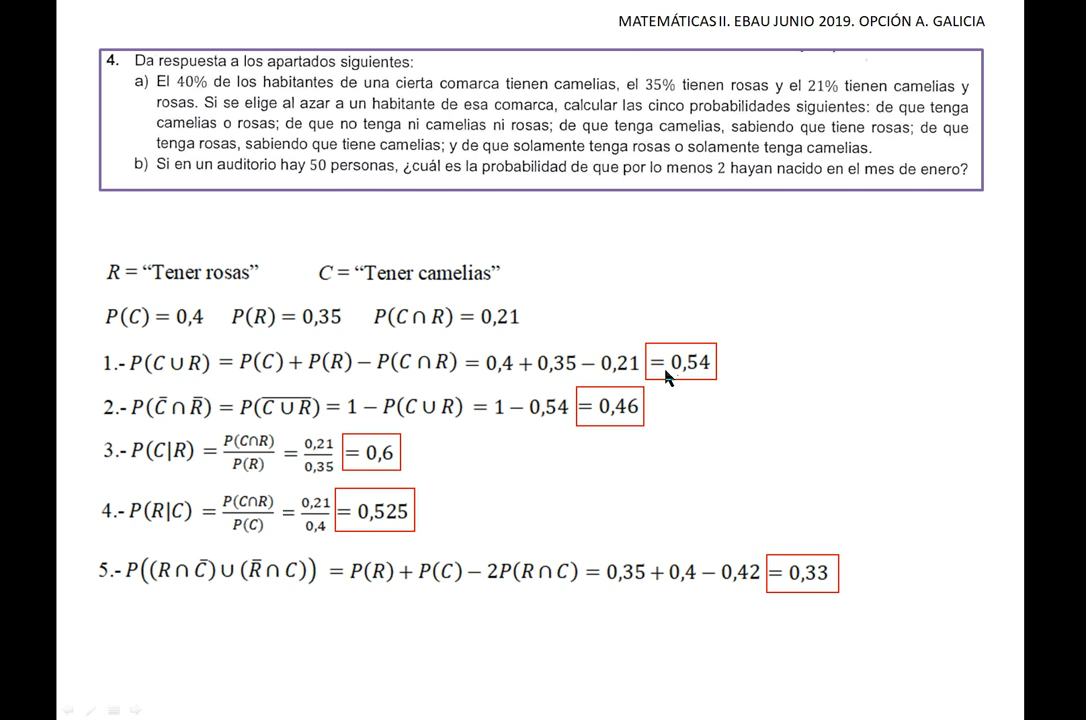 MATEMÁTICAS II. EBAU JUNIO 2019. OPCIÓN A. GALICIA
4. Da respuesta a los apartados siguientes:
a) El 40% de los habitantes de una cierta comarca tienen camelias, el 35% tienen rosas y el 21% tienen camelias y
rosas. Si se elige al azar a un habitante de esa comarca, calcular las cinco probabilidades siguientes: de que tenga
camelias o rosas; de que no tenga ni camelias ni rosas; de que tenga camelias, sabiendo que tiene rosas; de que
tenga rosas, sabiendo que tiene camelias; y de que solamente tenga rosas o solamente tenga camelias.
b) Si en un auditorio hay 50 personas, ¿cuál es la probabilidad de que por lo menos 2 hayan nacido en el mes de enero?
R = “Tener rosas” C = “Tener camelias”
P(C) = 0,4 P(R) = 0,35 P(C ∩ R) = 0,21
1.- P(C ∪ R) = P(C) + P(R) − P(C ∩ R) = 0,4 + 0,35 − 0,21 = 0,54
2.- P(C̄ ∩ R̄) = P(C̅ ̅∪̅ ̅R̅) = 1 − P(C ∪ R) = 1 − 0,54 = 0,46
3.- P(C|R) = P(C∩R)/P(R) = 0,21/0,35 = 0,6
4.- P(R|C) = P(C∩R)/P(C) = 0,21/0,4 = 0,525
5.- P((R ∩ C̄) ∪ (R̄ ∩ C)) = P(R) + P(C) − 2P(R ∩ C) = 0,35 + 0,4 − 0,42 = 0,33